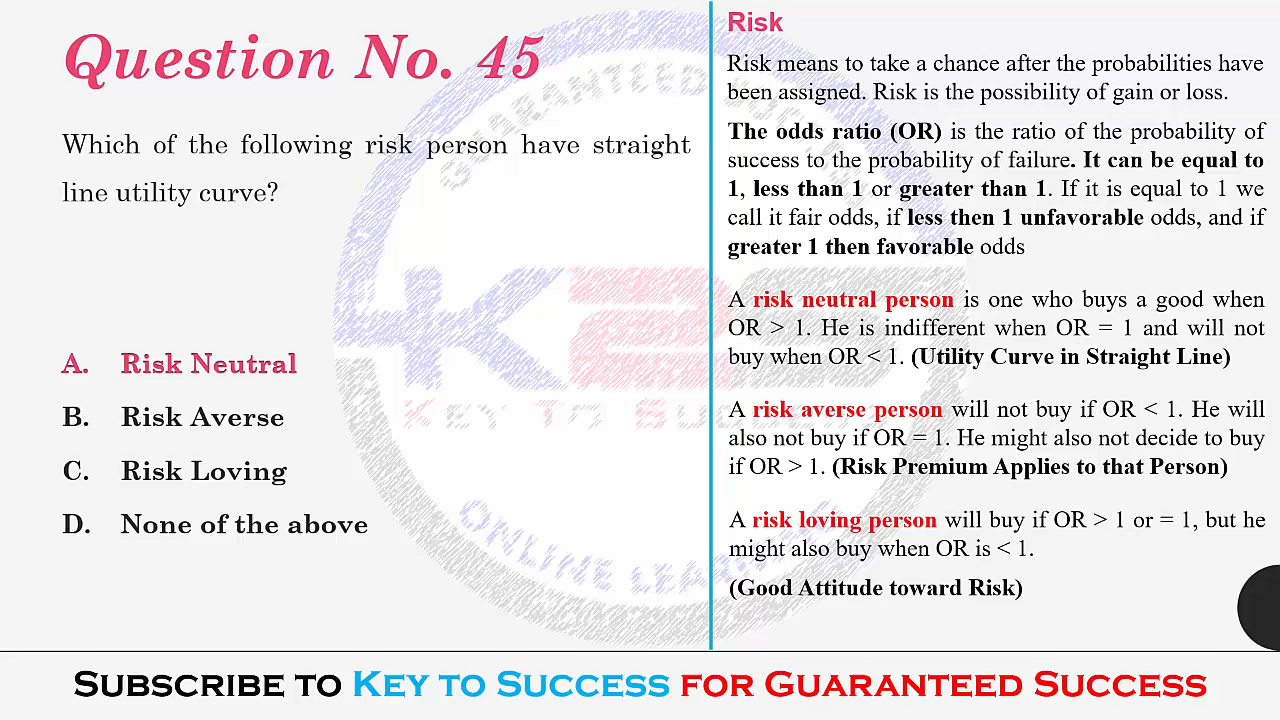 Question No. 45
Which of the following risk person have straight
line utility curve?
A. Risk Neutral
B. Risk Averse
C. Risk Loving
D. None of the above
Risk
Risk means to take a chance after the probabilities have
been assigned. Risk is the possibility of gain or loss.
The odds ratio (OR) is the ratio of the probability of
success to the probability of failure. It can be equal to
1, less than 1 or greater than 1. If it is equal to 1 we
call it fair odds, if less then 1 unfavorable odds, and if
greater 1 then favorable odds
A risk neutral person is one who buys a good when
OR > 1. He is indifferent when OR = 1 and will not
buy when OR < 1. (Utility Curve in Straight Line)
A risk averse person will not buy if OR < 1. He will
also not buy if OR = 1. He might also not decide to buy
if OR > 1. (Risk Premium Applies to that Person)
A risk loving person will buy if OR > 1 or = 1, but he
might also buy when OR is < 1.
(Good Attitude toward Risk)
K2S
Key To Success
Subscribe to Key to Success for Guaranteed Success